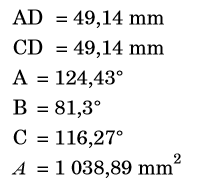 AD = 49,14 mm
CD = 49,14 mm
A = 124,43°
B = 81,3°
C = 116,27°
A = 1 038,89 mm²